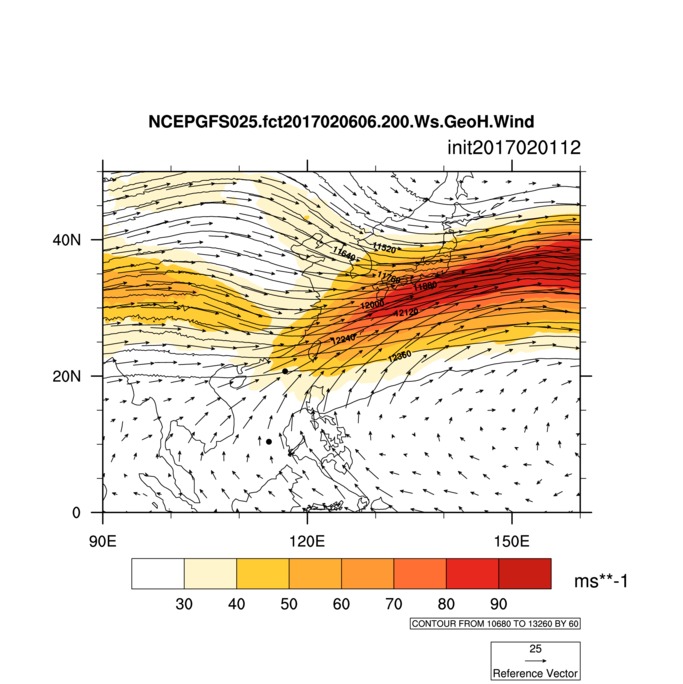 NCEPGFS025.fct2017020606.200.Ws.GeoH.Wind
init2017020112
40N
20N
0
90E 120E 150E
11640 11520
11760
11880
12000
12120
12240
12360
30 40 50 60 70 80 90 ms**-1
CONTOUR FROM 10680 TO 13260 BY 60
25
Reference Vector